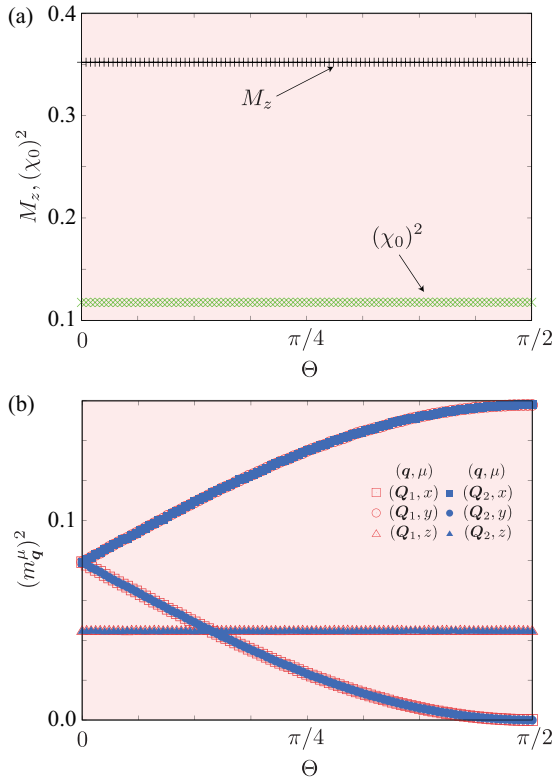 (a)
0.4
0.3
0.2
0.1
M_z, (χ_0)^2
M_z
(χ_0)^2
0 π/4 π/2
Θ
(b)
0.1
0.0
(m_q^μ)^2
(q, μ) (q, μ)
(Q_1, x) (Q_2, x)
(Q_1, y) (Q_2, y)
(Q_1, z) (Q_2, z)
0 π/4 π/2
Θ